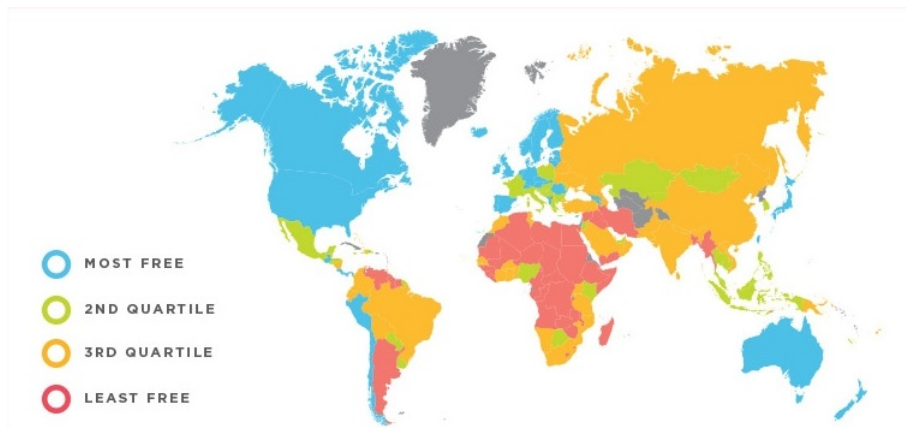 MOST FREE
2ND QUARTILE
3RD QUARTILE
LEAST FREE